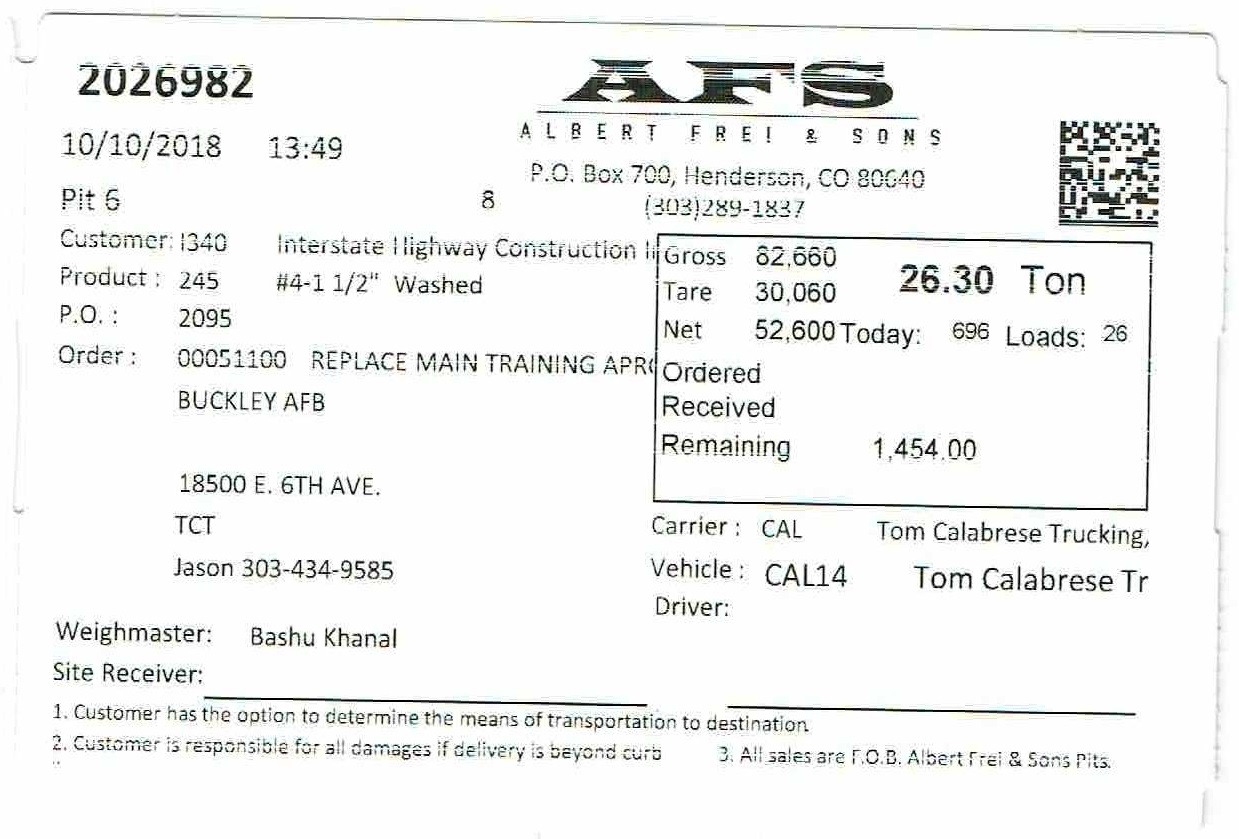 2026982
AFS
ALBERT FREI & SONS
10/10/2018 13:49
P.O. Box 700, Henderson, CO 80640
(303)289-1837
Pit 6 8
Customer: I340 Interstate Highway Construction I
Product : 245 #4-1 1/2" Washed
P.O. : 2095
Order : 00051100 REPLACE MAIN TRAINING APR
BUCKLEY AFB
18500 E. 6TH AVE.
TCT
Jason 303-434-9585
Gross 82,660 26.30 Ton
Tare 30,060
Net 52,600 Today: 696 Loads: 26
Ordered
Received
Remaining 1,454.00
Carrier : CAL Tom Calabrese Trucking,
Vehicle : CAL14 Tom Calabrese Tr
Driver:
Weighmaster: Bashu Khanal
Site Receiver:
1. Customer has the option to determine the means of transportation to destination
2. Customer is responsible for all damages if delivery is beyond curb 3. All sales are F.O.B. Albert Frei & Sons Pits.